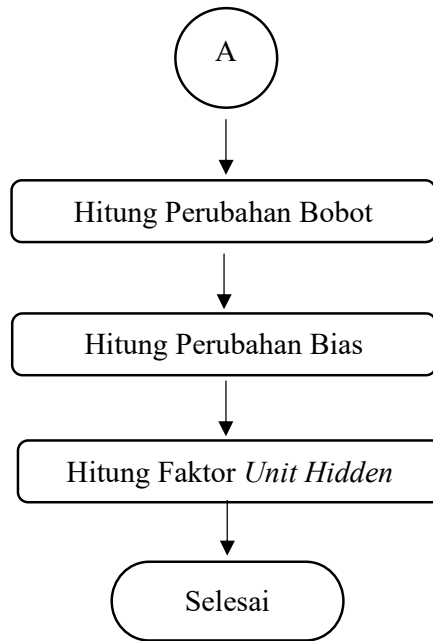 A
Hitung Perubahan Bobot
Hitung Perubahan Bias
Hitung Faktor Unit Hidden
Selesai